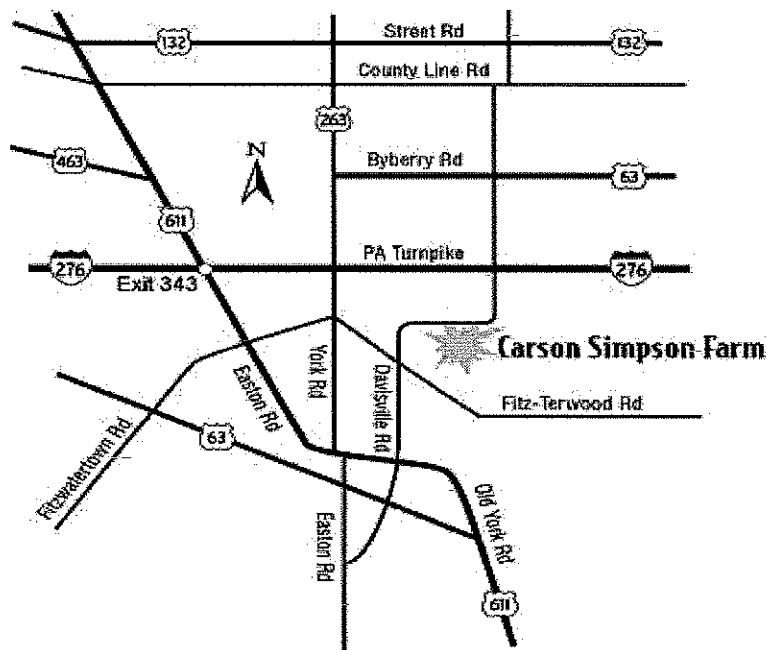 132
Street Rd
132
County Line Rd
263
N
Byberry Rd
463
63
611
276
PA Turnpike
276
Exit 343
Carson Simpson Farm
York Rd
Easton Rd
Davisville Rd
Fitz-Terwood Rd
Fitzwatertown Rd
63
Old York Rd
Easton Rd
611